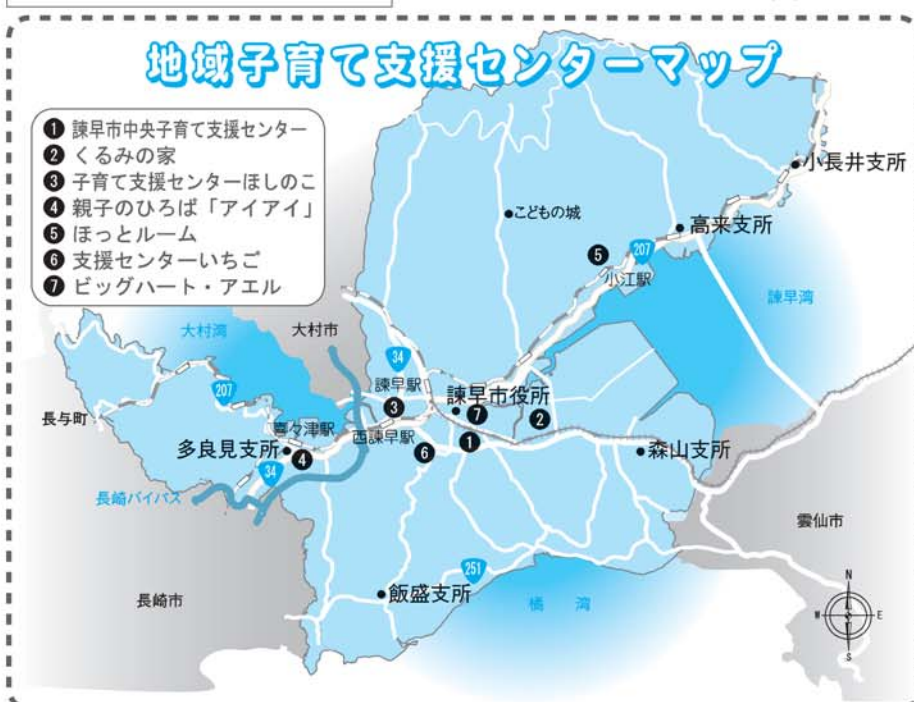 地域子育て支援センターマップ
❶ 諫早市中央子育て支援センター
❷ くるみの家
❸ 子育て支援センターほしのこ
❹ 親子のひろば「アイアイ」
❺ ほっとルーム
❻ 支援センターいちご
❼ ビッグハート・アエル
小長井支所
こどもの城
高来支所
❺
207
小江駅
諫早湾
大村湾
大村市
34
諫早駅
諫早市役所
207
❸
❼
❷
長与町
喜々津駅
西諫早駅
❶
多良見支所
❹
❻
森山支所
34
長崎バイパス
雲仙市
251
飯盛支所
橘 湾
長崎市
N
W
E
S